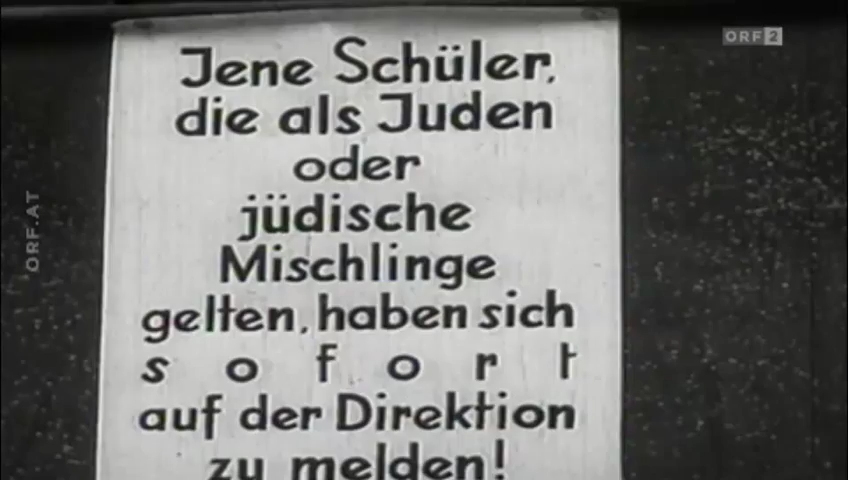 ORF 2
ORF.AT
Jene Schüler,
die als Juden
oder
jüdische
Mischlinge
gelten, haben sich
s o f o r t
auf der Direktion
zu melden!